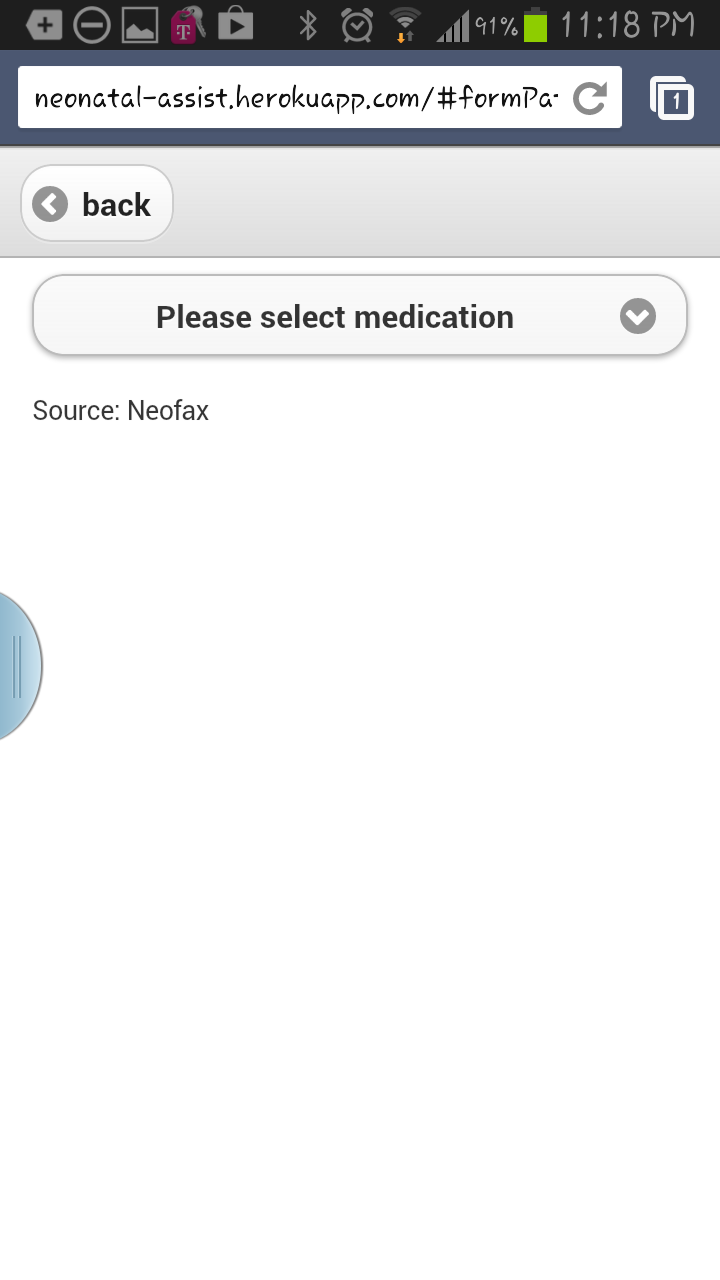 91% 11:18 PM
neonatal-assist.herokuapp.com/#formPa
1
back
Please select medication
Source: Neofax